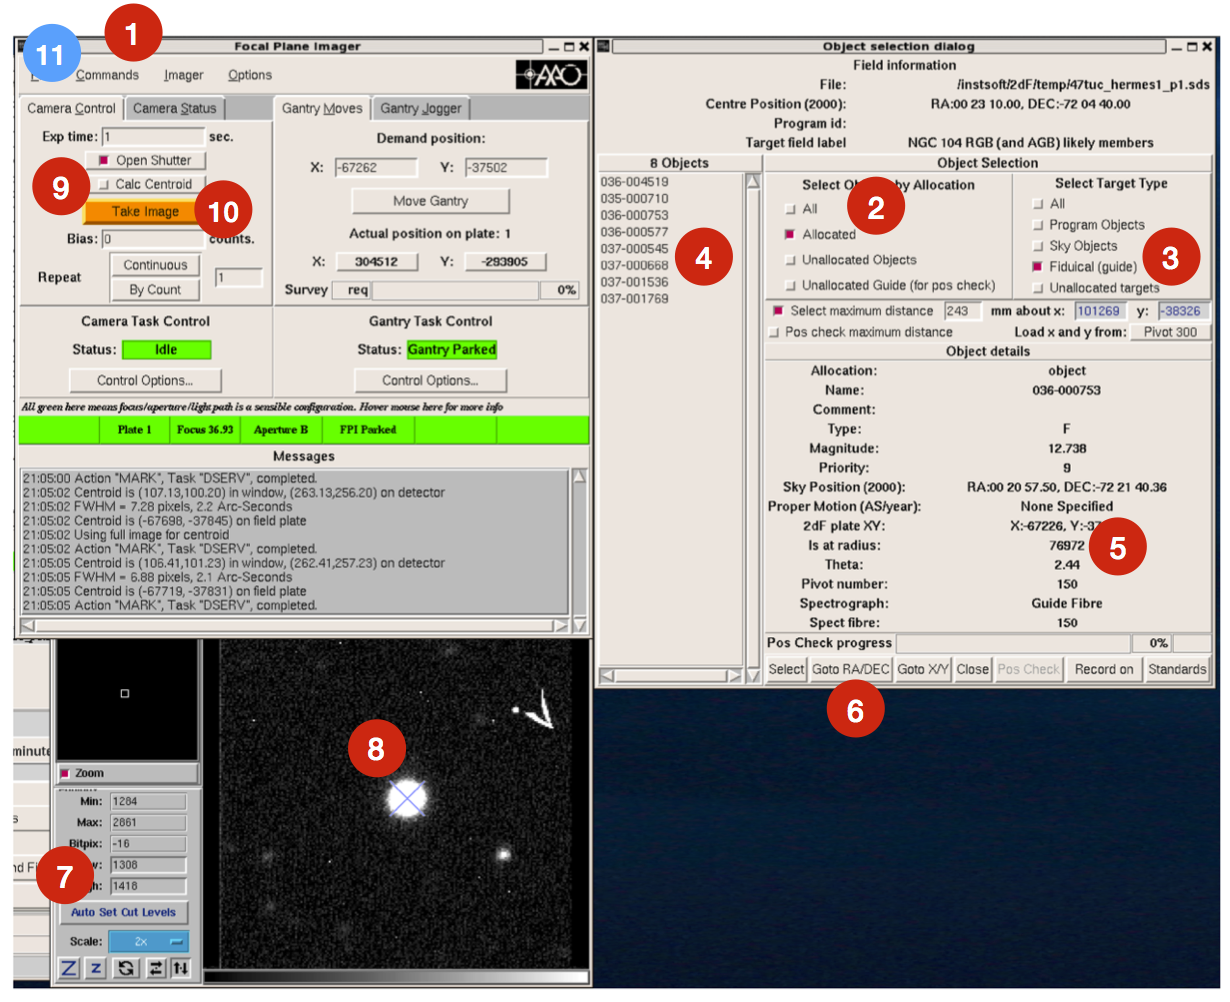 1
11
Focal Plane Imager
Commands Imager Options
AAO
Camera Control Camera Status Gantry Moves Gantry Jogger
Exp time: 1 sec.
Open Shutter
Calc Centroid
9
Take Image
10
Bias: 0 counts.
Repeat Continuous 1
By Count
Demand position:
X: -67262 Y: -37502
Move Gantry
Actual position on plate: 1
X: 304512 Y: -293905
Survey req 0%
Camera Task Control
Status: Idle
Control Options...
Gantry Task Control
Status: Gantry Parked
Control Options...
All green here means focus/aperture/light path is a sensible configuration. Hover mouse here for more info
Plate 1 Focus 36.93 Aperture B FPI Parked
Messages
21:05:00 Action "MARK", Task "DSERV", completed.
21:05:02 Centroid is (107.13,100.20) in window, (263.13,256.20) on detector
21:05:02 FWHM = 7.28 pixels, 2.2 Arc-Seconds
21:05:02 Centroid is (-67698, -37845) on field plate
21:05:02 Using full image for centroid
21:05:02 Action "MARK", Task "DSERV", completed.
21:05:05 Centroid is (106.41,101.23) in window, (262.41,257.23) on detector
21:05:05 FWHM = 6.88 pixels, 2.1 Arc-Seconds
21:05:05 Centroid is (-67719, -37831) on field plate
21:05:05 Action "MARK", Task "DSERV", completed.
Object selection dialog
Field information
File: /instsoft/2dF/temp/47tuc_hermes1_p1.sds
Centre Position (2000): RA:00 23 10.00, DEC:-72 04 40.00
Program id:
Target field label NGC 104 RGB (and AGB) likely members
8 Objects
036-004519
035-000710
036-000753
036-000577
037-000545
037-000668
037-001536
037-001769
4
Object Selection
Select by Allocation
2
All
Allocated
Unallocated Objects
Unallocated Guide (for pos check)
Select Target Type
All
Program Objects
Sky Objects
Fiduical (guide)
3
Unallocated targets
Select maximum distance 243 mm about x: 101269 y: -38326
Pos check maximum distance Load x and y from: Pivot 300
Object details
Allocation: object
Name: 036-000753
Comment:
Type: F
Magnitude: 12.738
Priority: 9
Sky Position (2000): RA:00 20 57.50, DEC:-72 21 40.36
Proper Motion (AS/year): None Specified
2dF plate XY: X:-67226, Y:
Is at radius: 76972
5
Theta: 2.44
Pivot number: 150
Spectrograph: Guide Fibre
Spect fibre: 150
Pos Check progress 0%
Select Goto RA/DEC Goto X/Y Close Pos Check Record on Standards
6
8
Zoom
Min: 1284
Max: 2861
Bitpix: -16
1308
7
1418
Auto Set Cut Levels
Scale: 2x
Z z